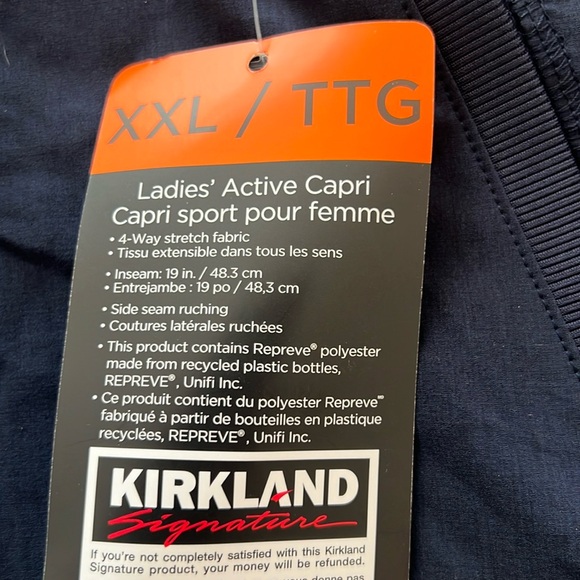 XXL / TTG
Ladies' Active Capri
Capri sport pour femme
• 4-Way stretch fabric
• Tissu extensible dans tous les sens
• Inseam: 19 in. / 48.3 cm
• Entrejambe : 19 po / 48,3 cm
• Side seam ruching
• Coutures latérales ruchées
• This product contains Repreve® polyester
made from recycled plastic bottles,
REPREVE®, Unifi Inc.
• Ce produit contient du polyester Repreve™
fabriqué à partir de bouteilles en plastique
recyclées, REPREVE®, Unifi Inc.
KIRKLAND
Signature
If you're not completely satisfied with this Kirkland
Signature product, your money will be refunded.